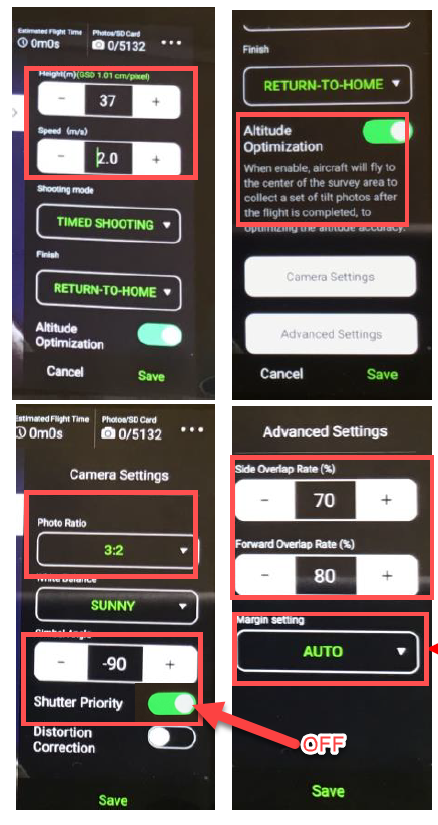 Estimated Flight Time
Photos/SD Card
0m0s
0/5132
Height(m)(GSD 1.01 cm/pixel)
- 37 +
Speed (m/s)
- 2.0 +
Shooting mode
TIMED SHOOTING
Finish
RETURN-TO-HOME
Altitude
Optimization
Cancel
Save
Finish
RETURN-TO-HOME
Altitude
Optimization
When enable, aircraft will fly to
the center of the survey area to
collect a set of tilt photos after
the flight is completed, to
optimizing the altitude accuracy.
Camera Settings
Advanced Settings
Cancel
Save
Estimated Flight Time
Photos/SD Card
0m0s
0/5132
Camera Settings
Photo Ratio
3:2
White Balance
SUNNY
Gimbal Angle
- -90 +
Shutter Priority
Distortion
Correction
OFF
Save
Advanced Settings
Side Overlap Rate (%)
- 70 +
Forward Overlap Rate (%)
- 80 +
Margin setting
AUTO
Save